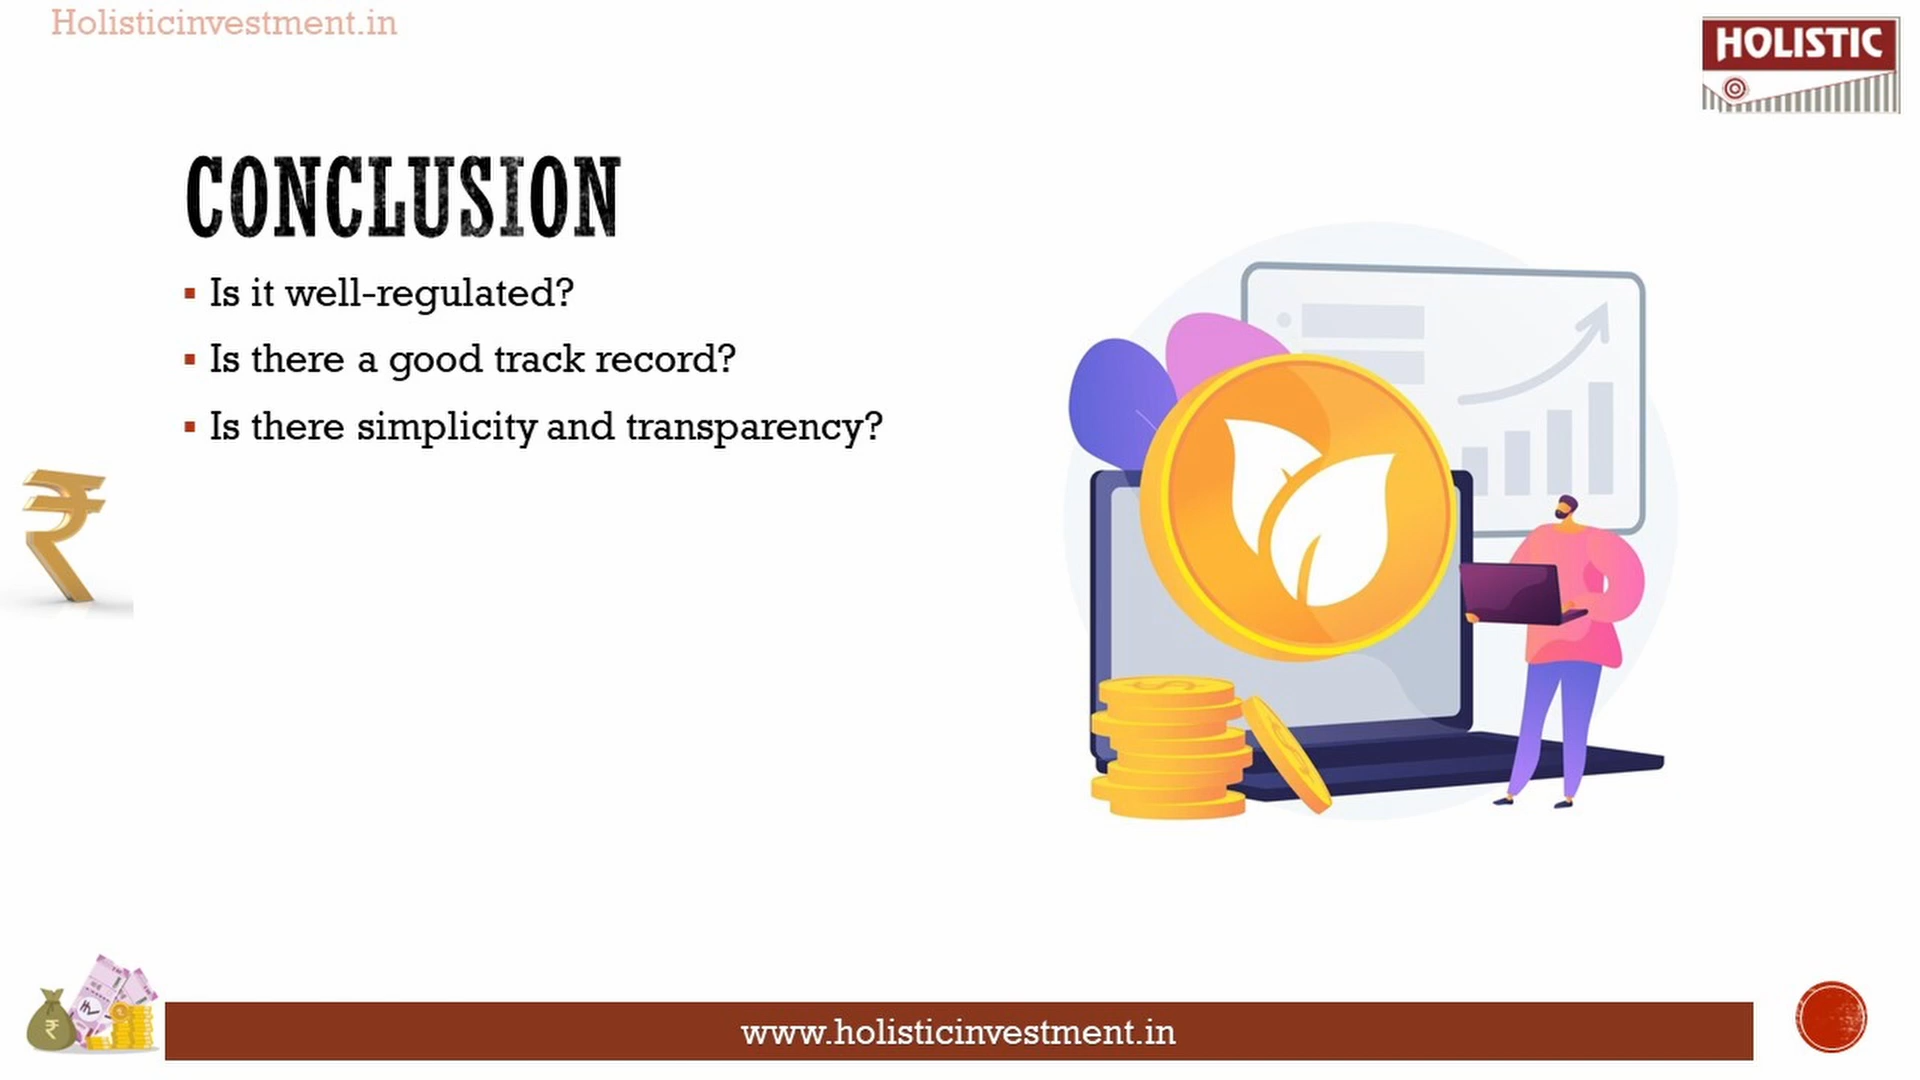 Holisticinvestment.in
HOLISTIC
CONCLUSION
Is it well-regulated?
Is there a good track record?
Is there simplicity and transparency?
www.holisticinvestment.in